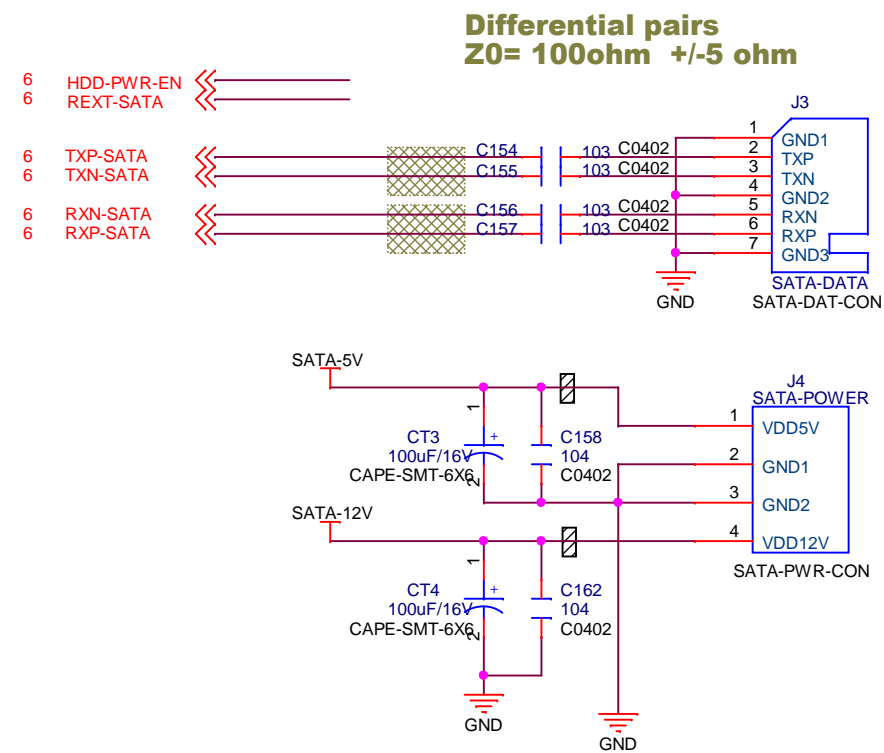 Differential pairs
Z0= 100ohm +/-5 ohm
6 HDD-PWR-EN
6 REXT-SATA
J3
6 TXP-SATA C154 103 C0402 1 GND1
6 TXN-SATA C155 103 C0402 2 TXP
3 TXN
4 GND2
6 RXN-SATA C156 103 C0402 5 RXN
6 RXP-SATA C157 103 C0402 6 RXP
7 GND3
SATA-DATA
GND SATA-DAT-CON
SATA-5V
J4
SATA-POWER
1 VDD5V
1
CT3 + C158
100uF/16V 104
CAPE-SMT-6X6 2 C0402
2 GND1
3 GND2
SATA-12V
4 VDD12V
SATA-PWR-CON
1
CT4 + C162
100uF/16V 104
CAPE-SMT-6X6 2 C0402
GND
GND